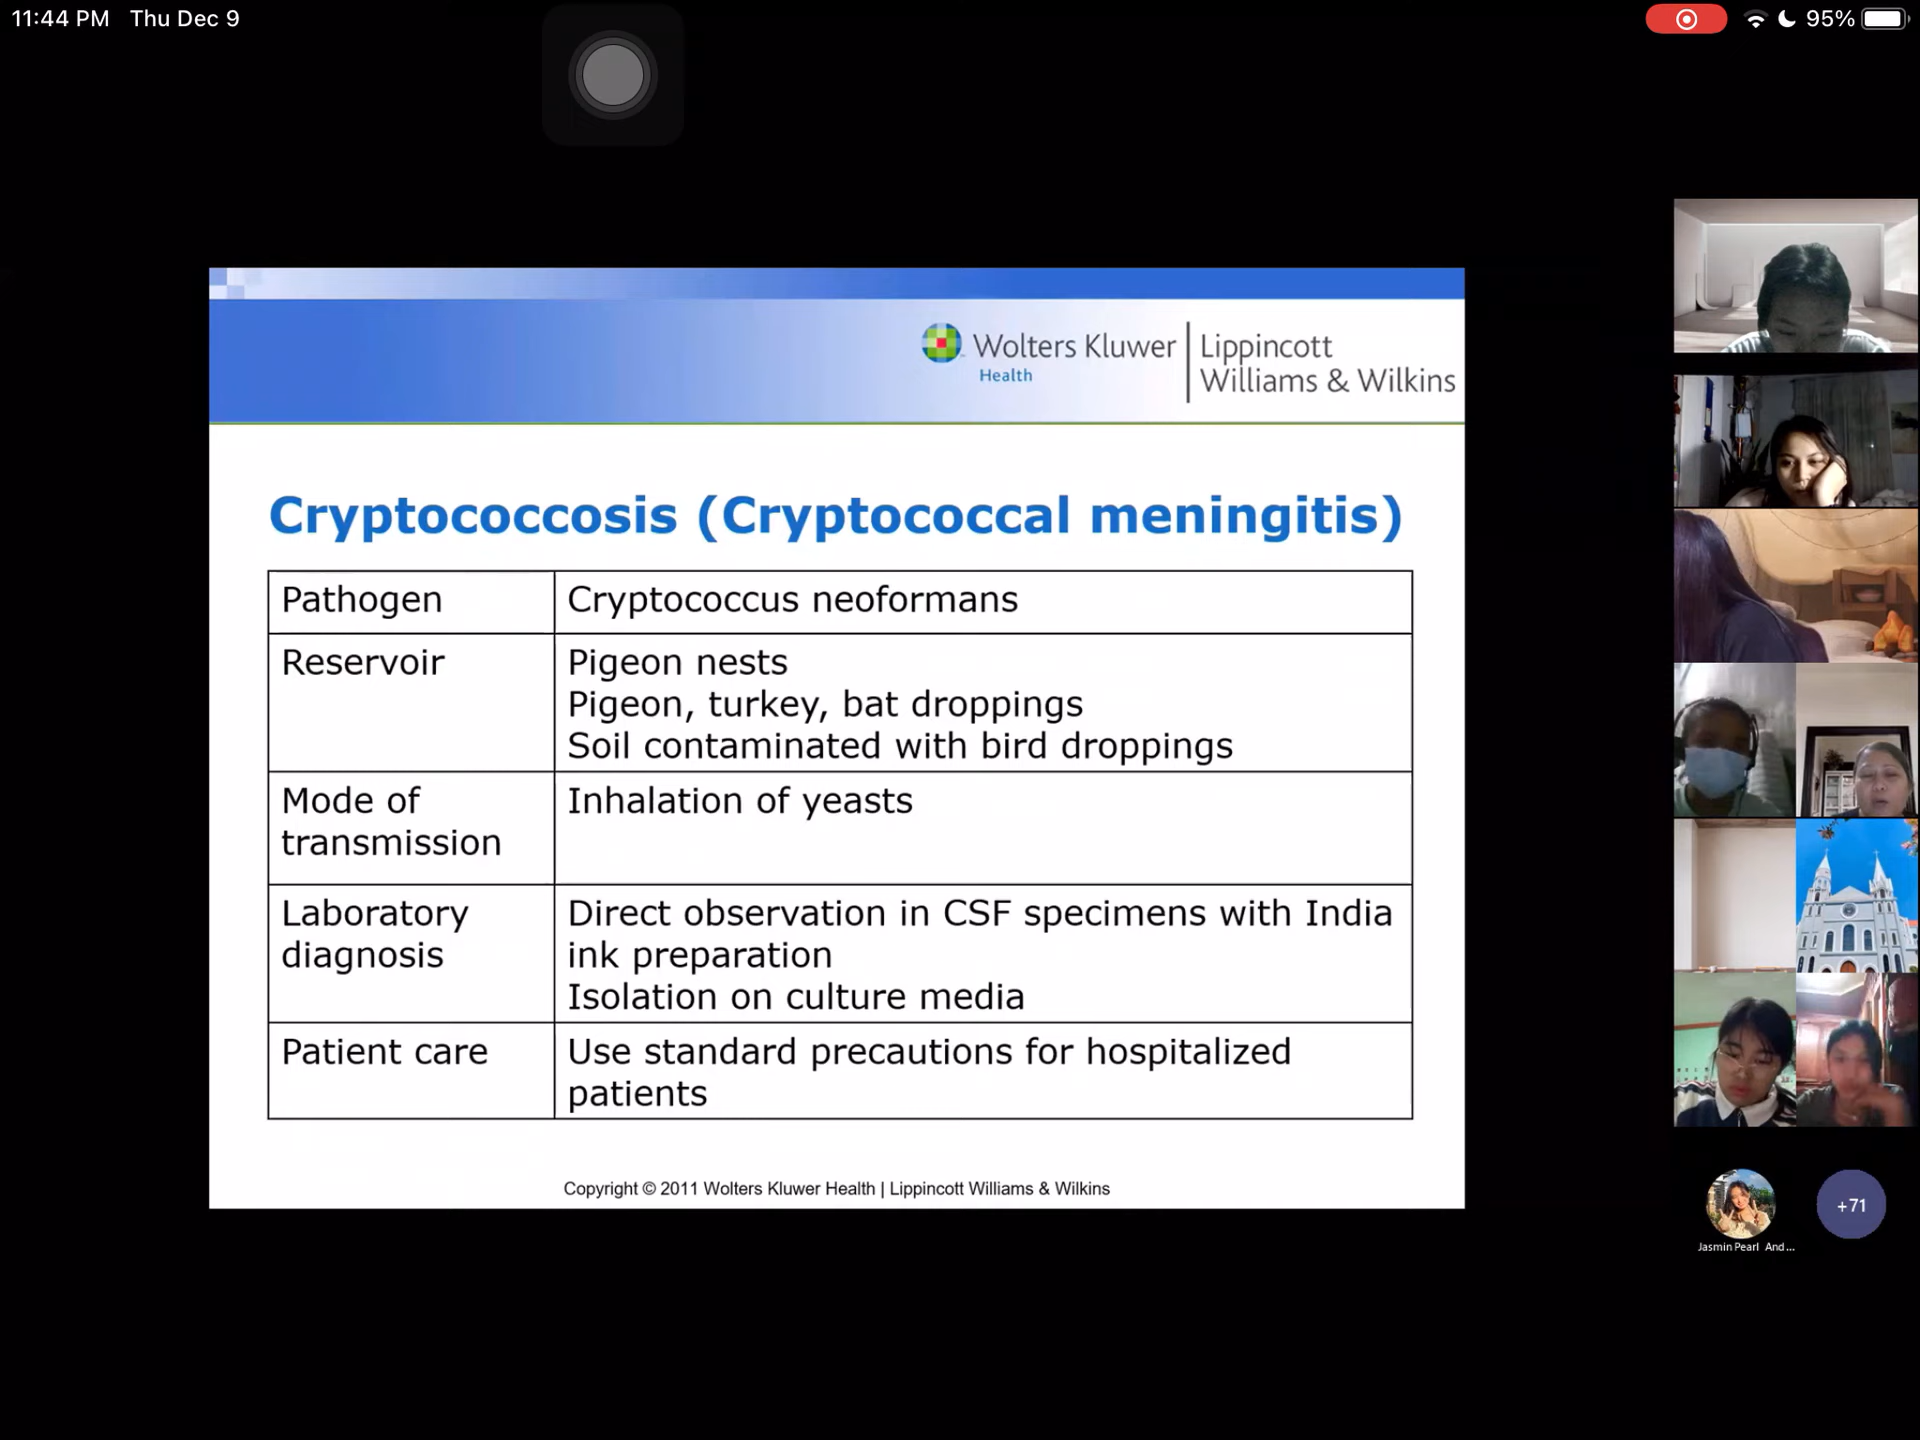 11:44 PM Thu Dec 9
95%
Wolters Kluwer
Health
Lippincott
Williams & Wilkins
Cryptococcosis (Cryptococcal meningitis)
Pathogen
Cryptococcus neoformans
Reservoir
Pigeon nests
Pigeon, turkey, bat droppings
Soil contaminated with bird droppings
Mode of
transmission
Inhalation of yeasts
Laboratory
diagnosis
Direct observation in CSF specimens with India
ink preparation
Isolation on culture media
Patient care
Use standard precautions for hospitalized
patients
Copyright © 2011 Wolters Kluwer Health | Lippincott Williams & Wilkins
+71
Jasmin Pearl And...